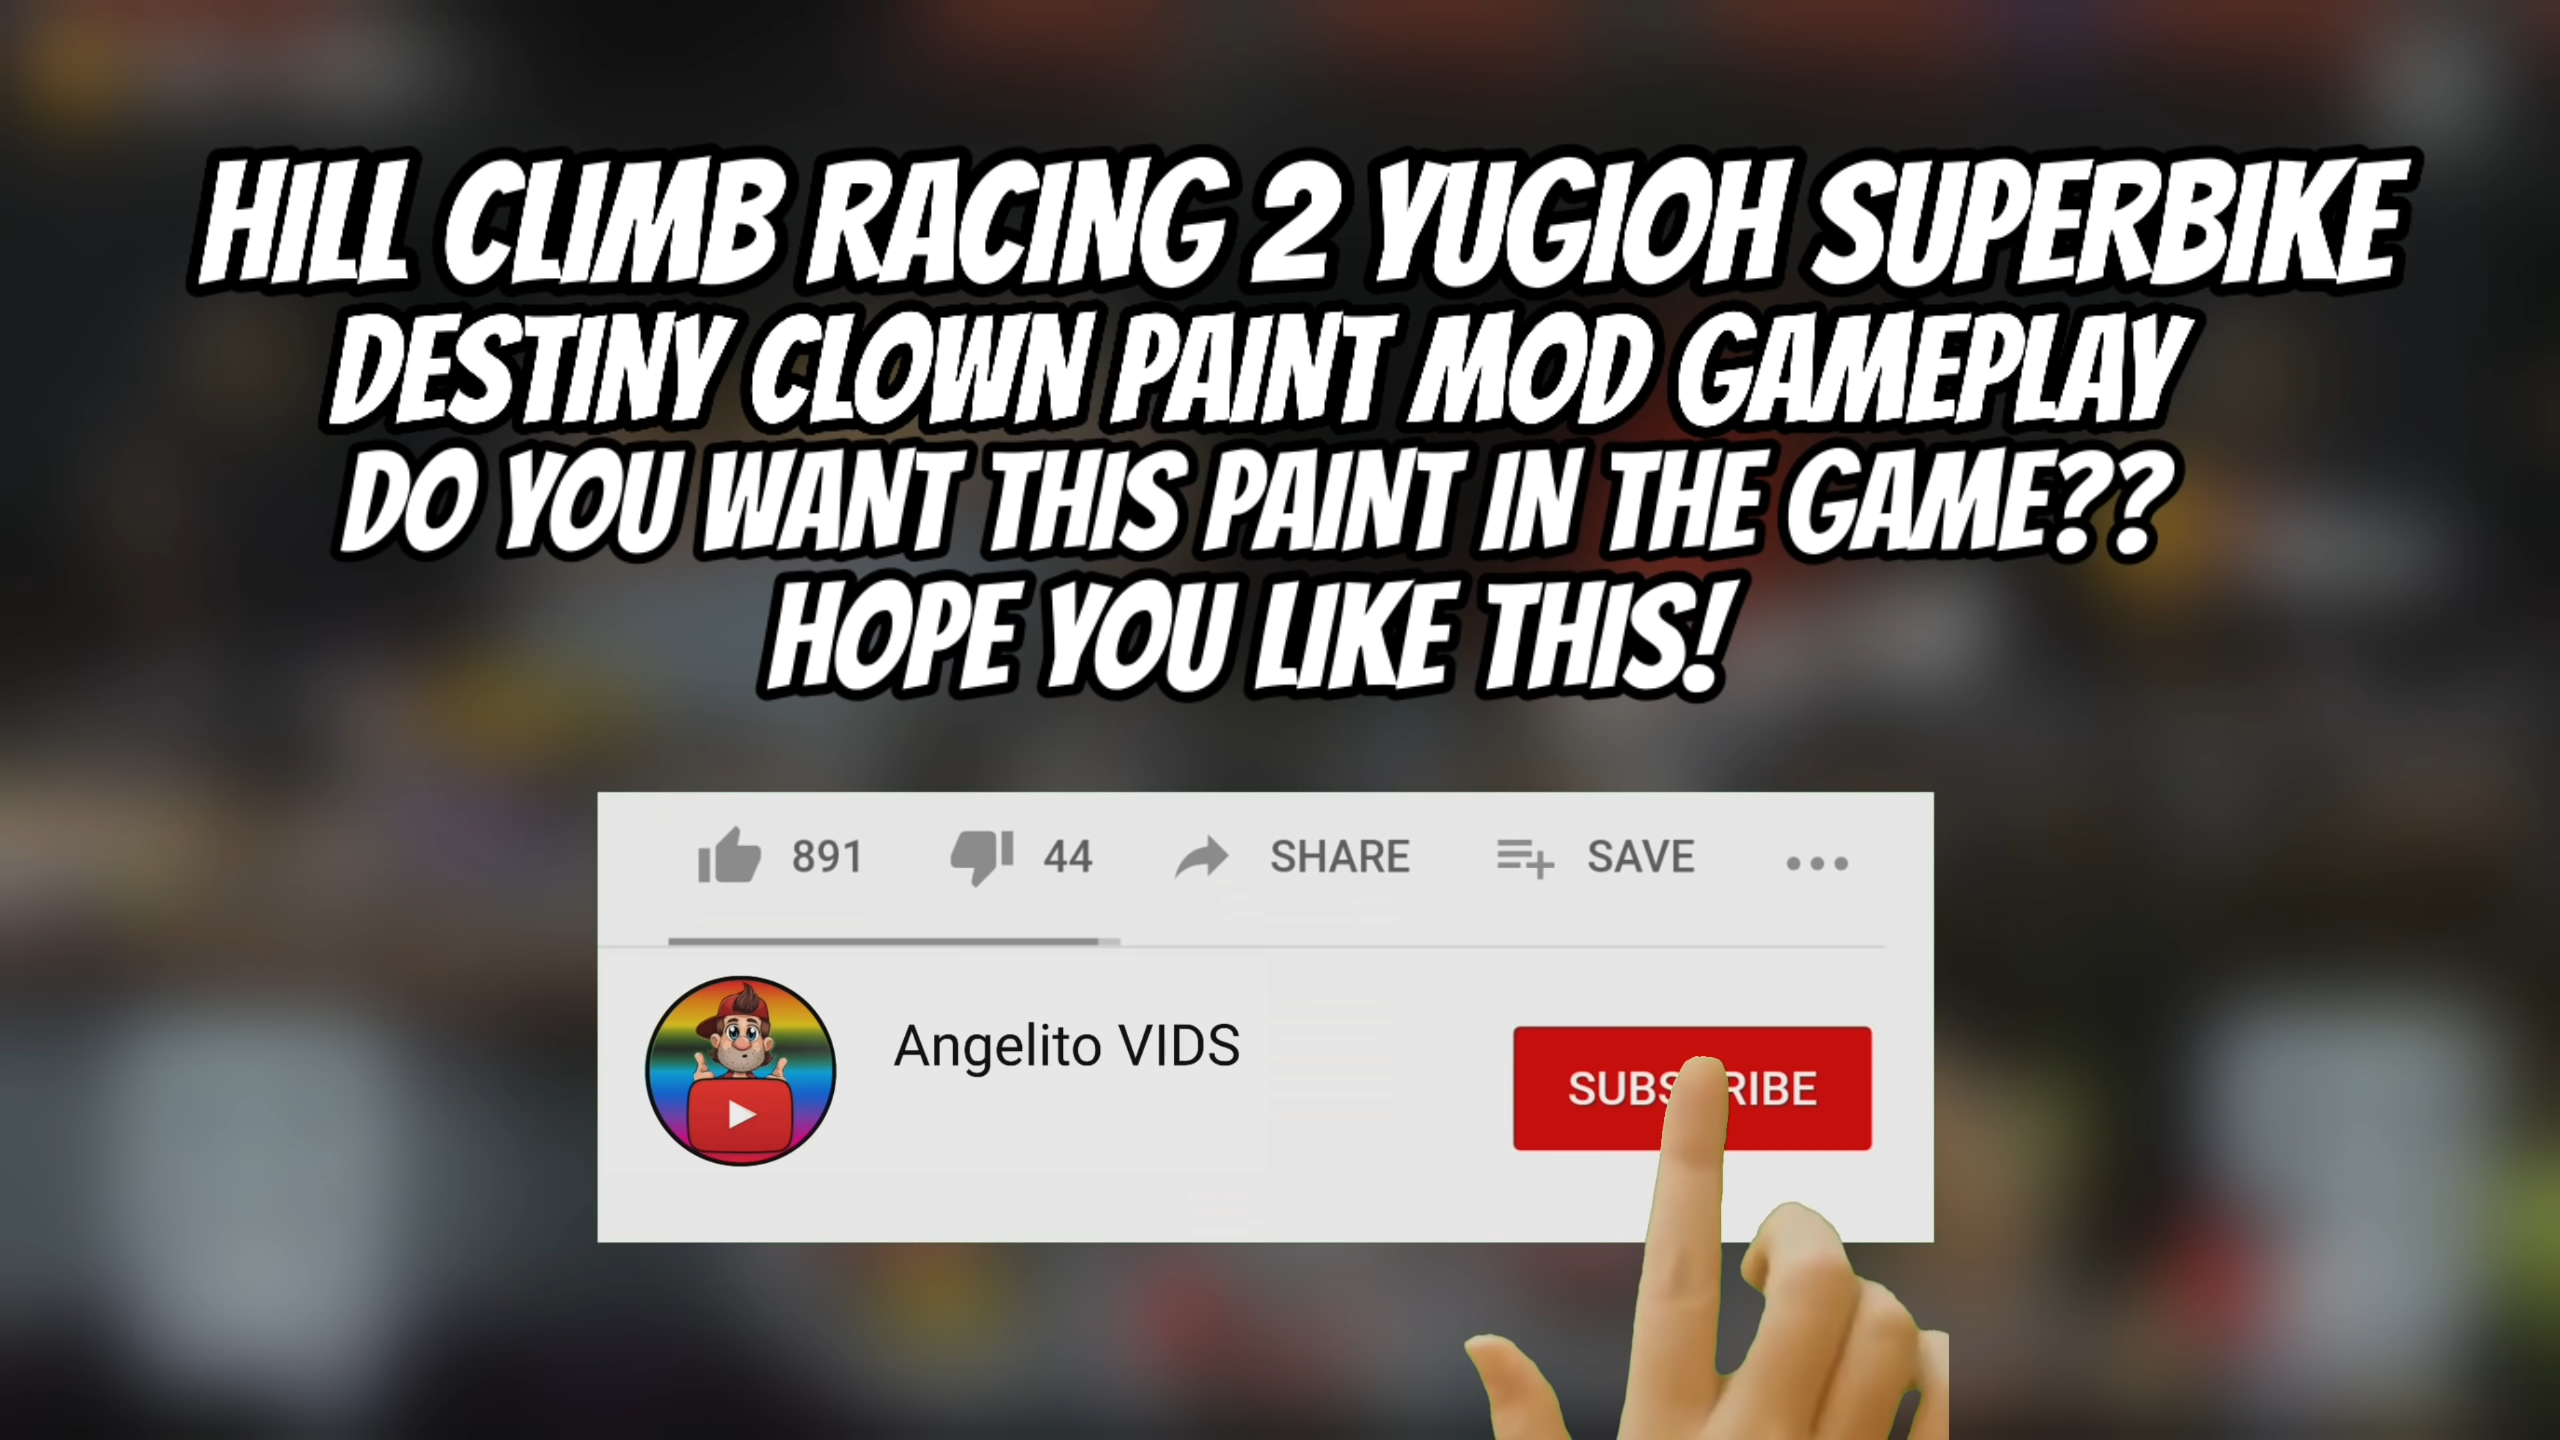 HILL CLIMB RACING 2 YUGIOH SUPERBIKE
DESTINY CLOWN PAINT MOD GAMEPLAY
DO YOU WANT THIS PAINT IN THE GAME??
HOPE YOU LIKE THIS!
891 44 SHARE SAVE
Angelito VIDS
SUBSCRIBE